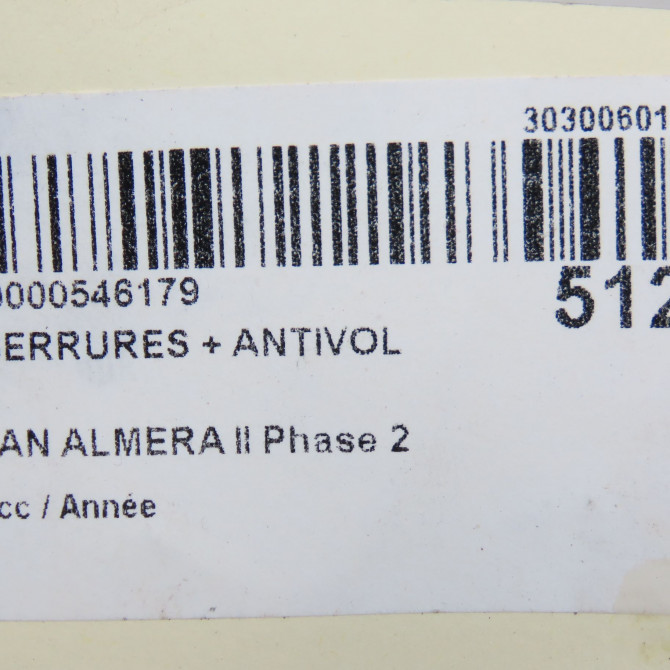 30300601
0000546179
512
ERRURES + ANTIVOL
AN ALMERA II Phase 2
cc / Année